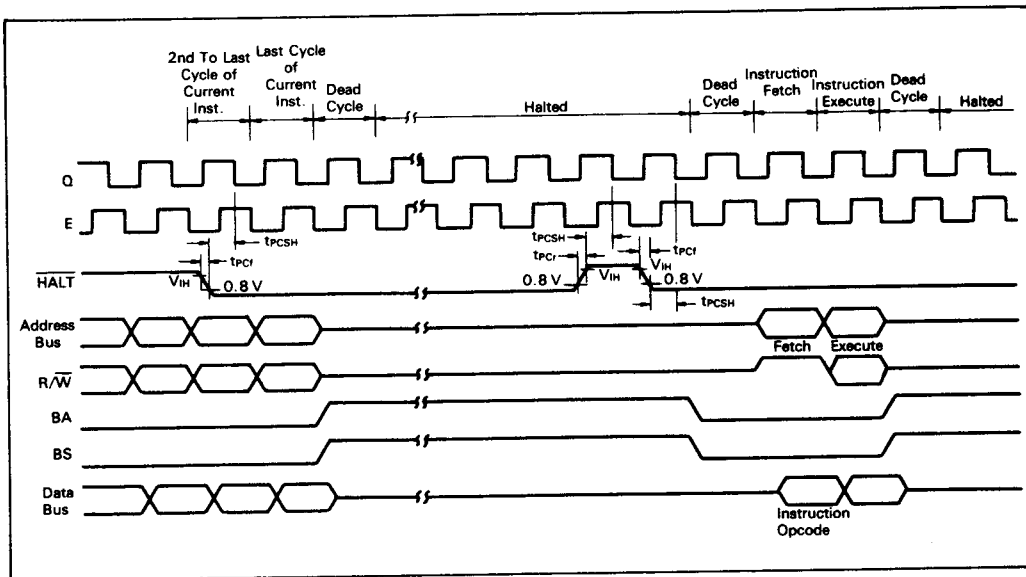 2nd To Last
Cycle of
Current
Inst.
Last Cycle
of
Current
Inst.
Dead
Cycle
Halted
Dead
Cycle
Instruction
Fetch
Instruction
Execute
Dead
Cycle
Halted
Q
E
tPCSH
tPCf
tPCSH
tPCr
tPCf
HALT
VIH
0.8 V
0.8 V
VIH
VIH
0.8 V
tPCSH
Address
Bus
Fetch
Execute
R/W
BA
BS
Data
Bus
Instruction
Opcode